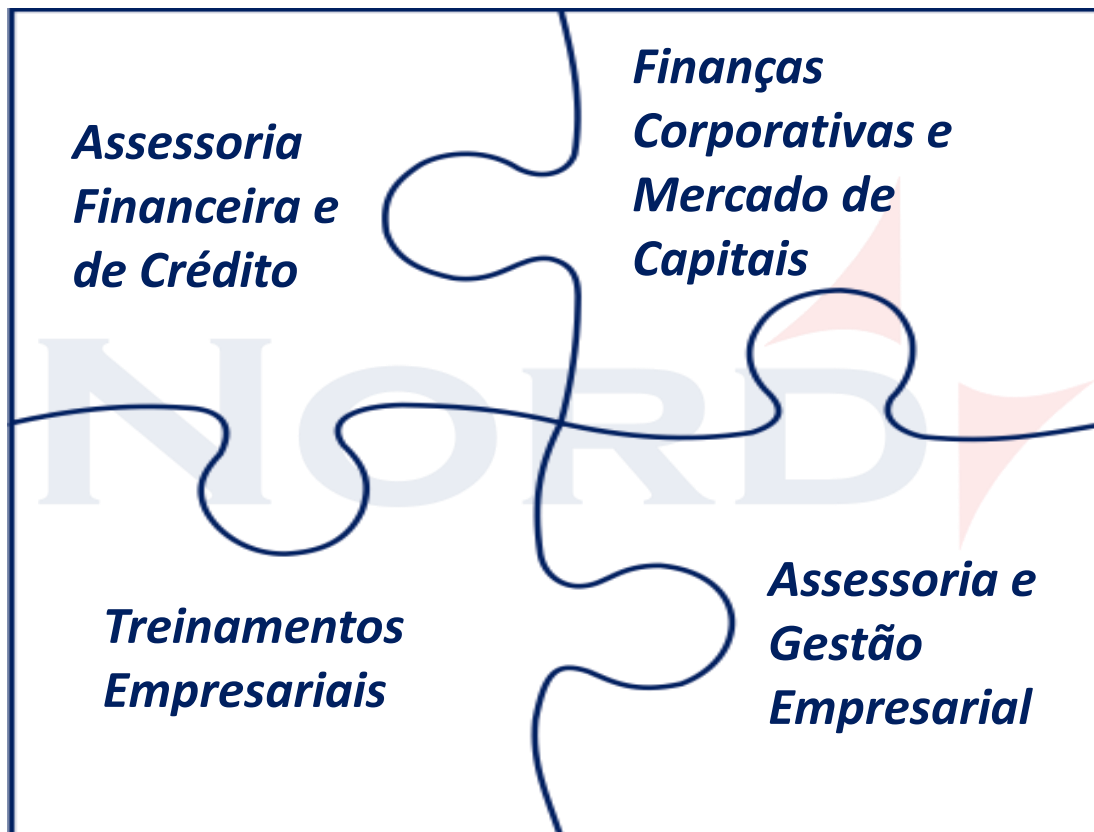 Assessoria
Financeira e
de Crédito
Finanças
Corporativas e
Mercado de
Capitais
NORD
Treinamentos
Empresariais
Assessoria e
Gestão
Empresarial